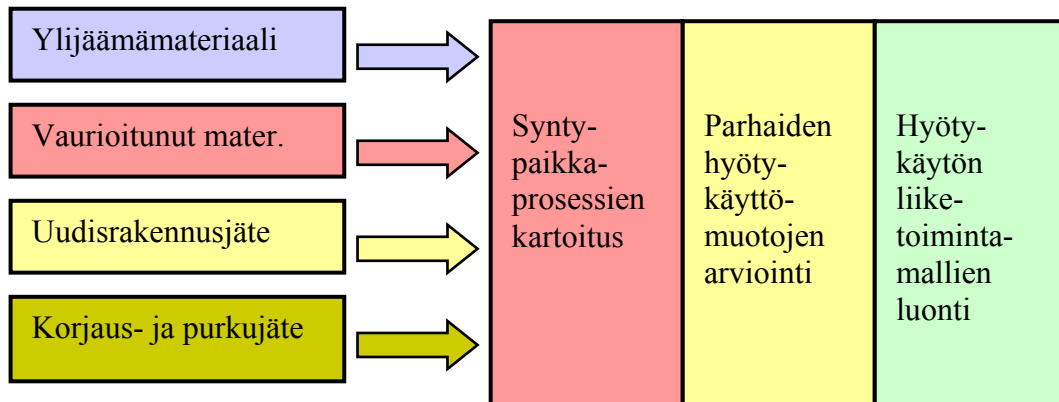 Ylijäämämateriaali
Vaurioitunut mater.
Uudisrakennusjäte
Korjaus- ja purkujäte
Synty-
paikka-
prosessien
kartoitus
Parhaiden
hyöty-
käyttö-
muotojen
arviointi
Hyöty-
käytön
liike-
toiminta-
mallien
luonti